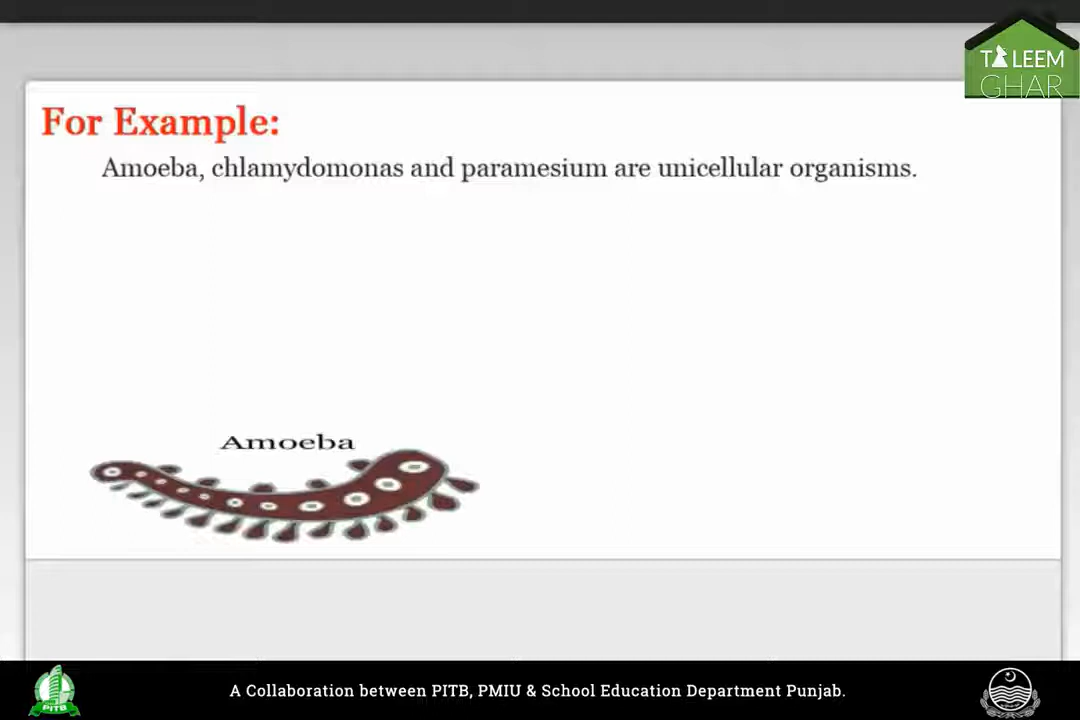 TALEEM
GHAR
For Example:
Amoeba, chlamydomonas and paramesium are unicellular organisms.
Amoeba
PITB
A Collaboration between PITB, PMIU & School Education Department Punjab.